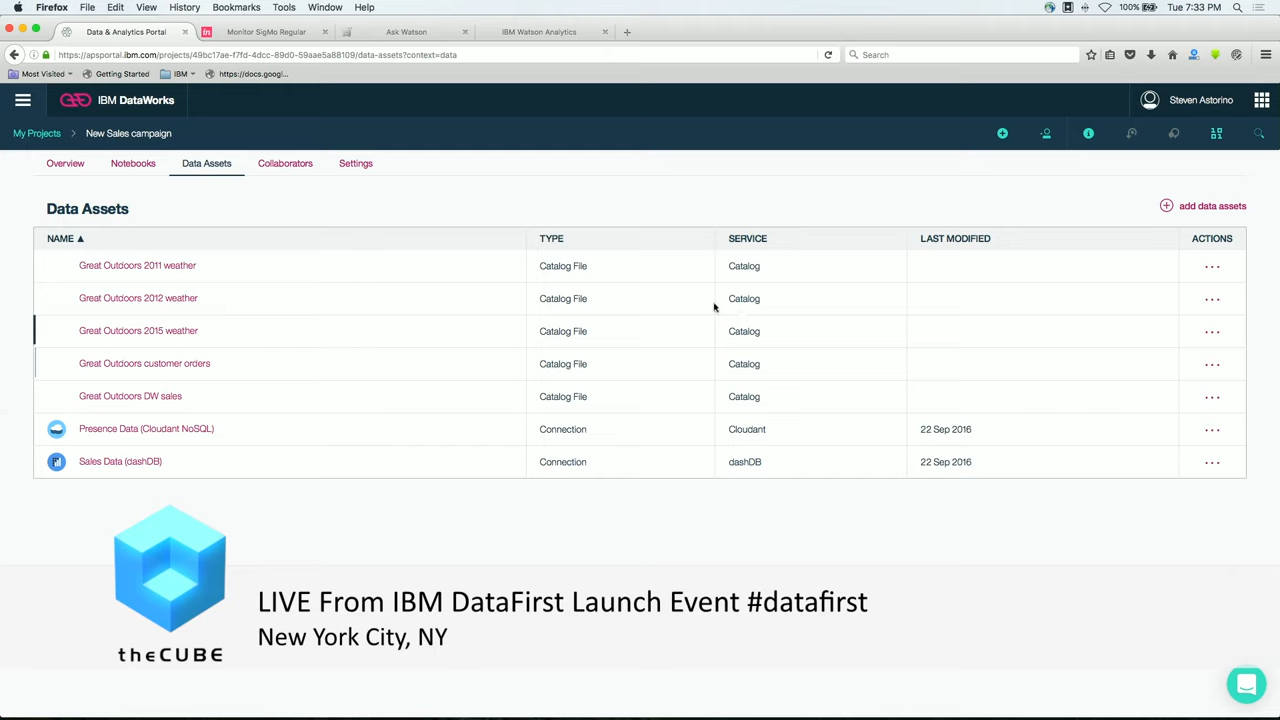 Firefox File Edit View History Bookmarks Tools Window Help 100% Tue 7:33 PM
Data & Analytics Portal in Monitor SigMo Regular Ask Watson IBM Watson Analytics
https://apsportal.ibm.com/projects/49bc17ae-f7fd-4dcc-89d0-59aae5a88109/data-assets?context=data Search
Most Visited Getting Started IBM https://docs.googl...
IBM DataWorks Steven Astorino
My Projects > New Sales campaign
Overview Notebooks Data Assets Collaborators Settings
Data Assets add data assets
NAME TYPE SERVICE LAST MODIFIED ACTIONS
Great Outdoors 2011 weather Catalog File Catalog ...
Great Outdoors 2012 weather Catalog File Catalog ...
Great Outdoors 2015 weather Catalog File Catalog ...
Great Outdoors customer orders Catalog File Catalog ...
Great Outdoors DW sales Catalog File Catalog ...
Presence Data (Cloudant NoSQL) Connection Cloudant 22 Sep 2016 ...
Sales Data (dashDB) Connection dashDB 22 Sep 2016 ...
LIVE From IBM DataFirst Launch Event #datafirst
New York City, NY
theCUBE